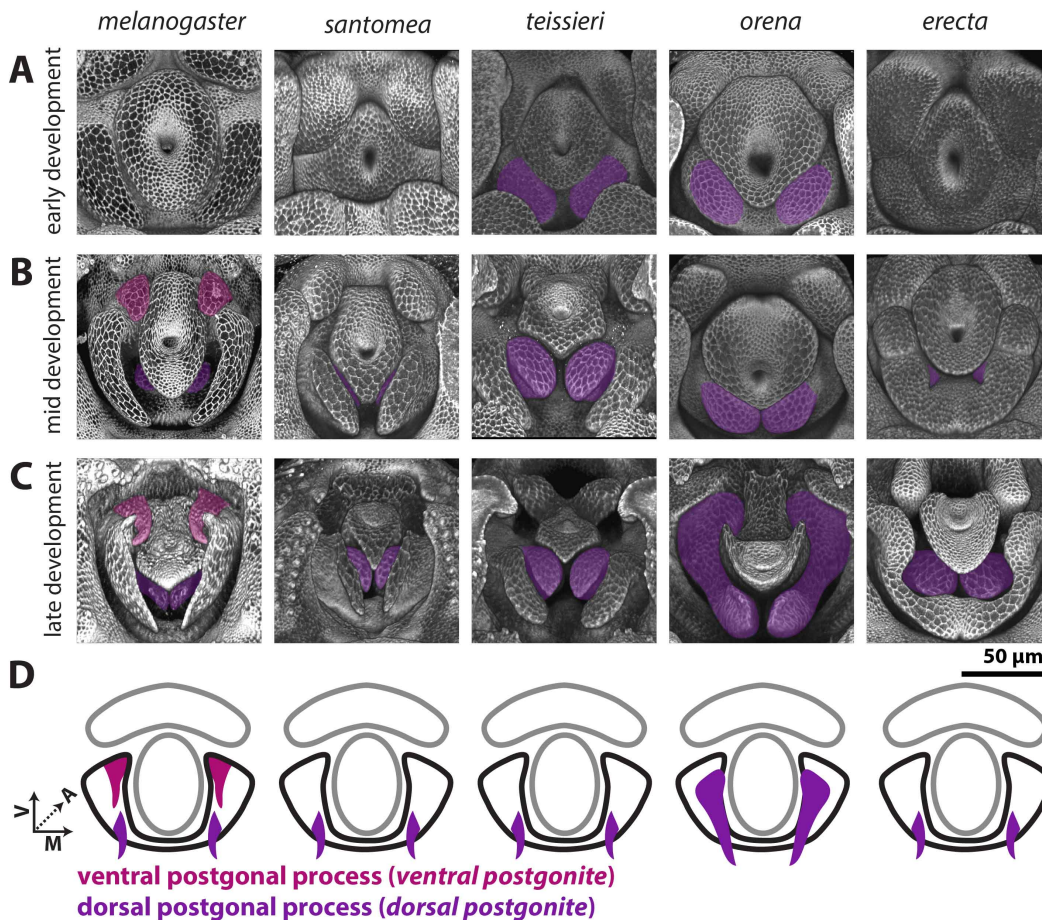 melanogaster santomea teissieri orena erecta
A early development
B mid development
C late development
50 µm
D
V A
M
ventral postgonal process (ventral postgonite)
dorsal postgonal process (dorsal postgonite)